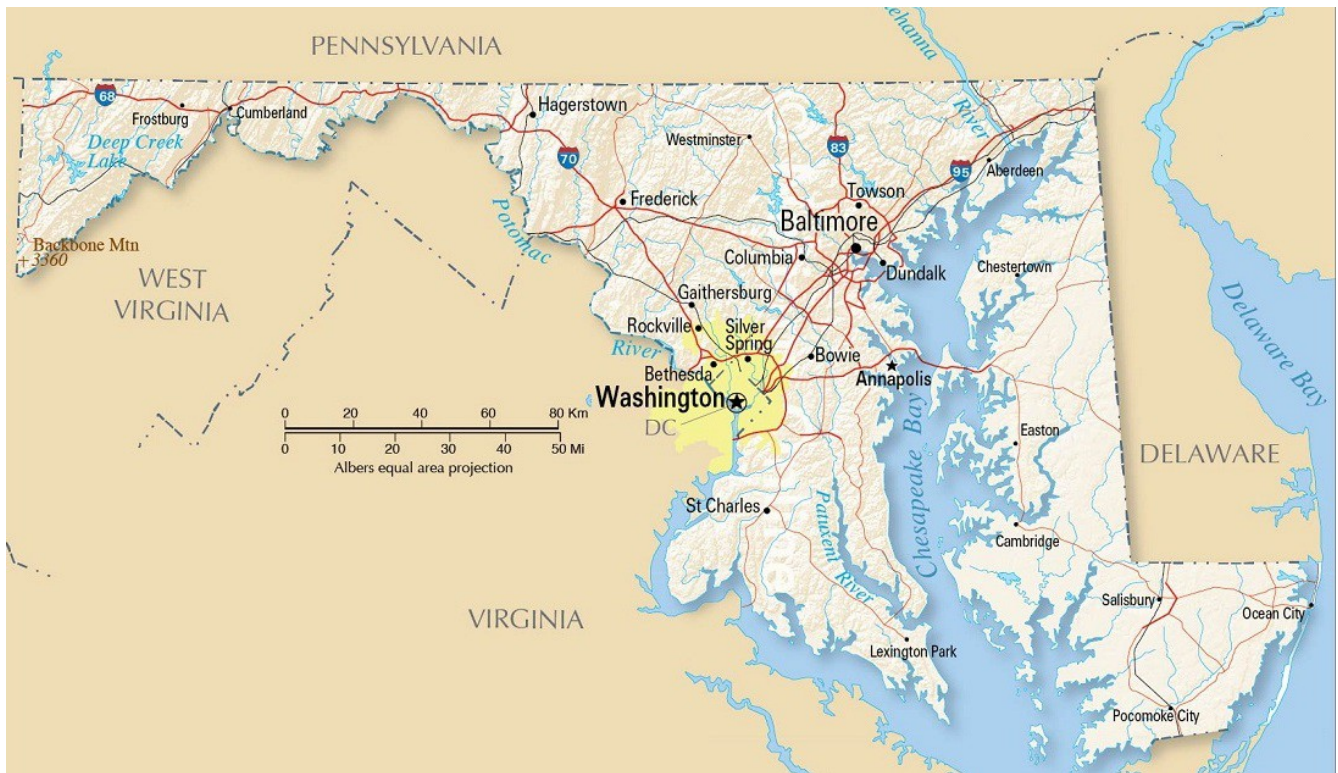 PENNSYLVANIA
ehanna
River
68
Frostburg
Cumberland
Deep Creek
Lake
Hagerstown
70
Westminster
83
95
Aberdeen
Towson
Frederick
Baltimore
Potomac
Backbone Mtn
+3360
WEST
VIRGINIA
Columbia
Dundalk
Chestertown
Gaithersburg
Rockville
Silver
Spring
River
Bethesda
Bowie
Annapolis
Delaware Bay
Washington
DC
0 20 40 60 80 Km
0 10 20 30 40 50 Mi
Albers equal area projection
Easton
DELAWARE
Chesapeake Bay
St Charles
Patuxent
River
Cambridge
VIRGINIA
Salisbury
Ocean City
Lexington Park
Pocomoke City